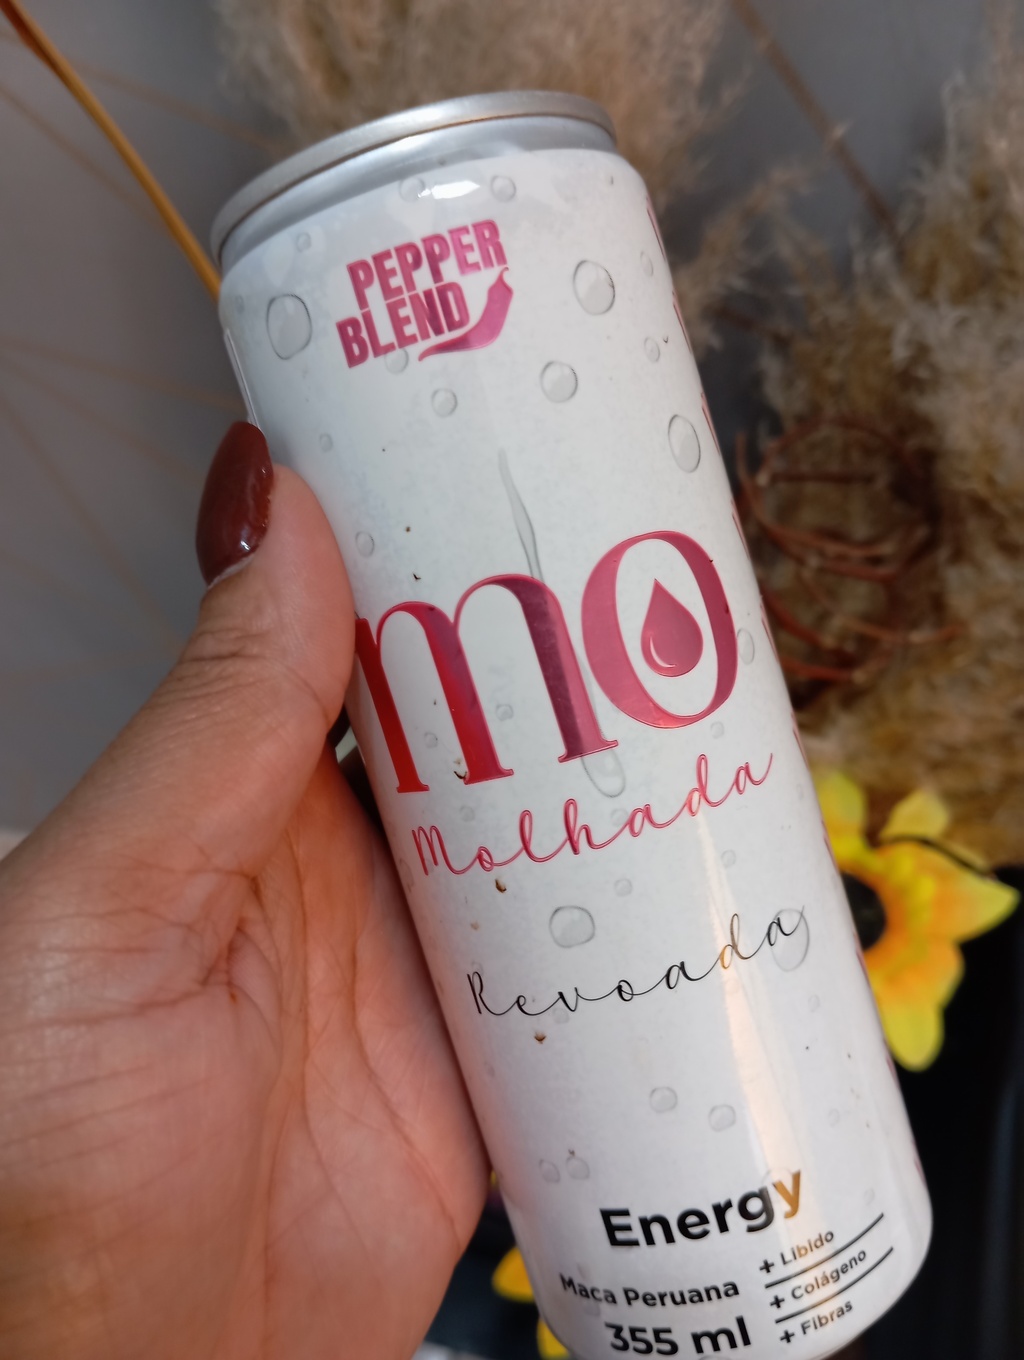 PEPPER
BLEND
mo
Molhada
Revoada
Energy
Maca Peruana
355 ml
+ Libido
+ Colágeno
+ Fibras